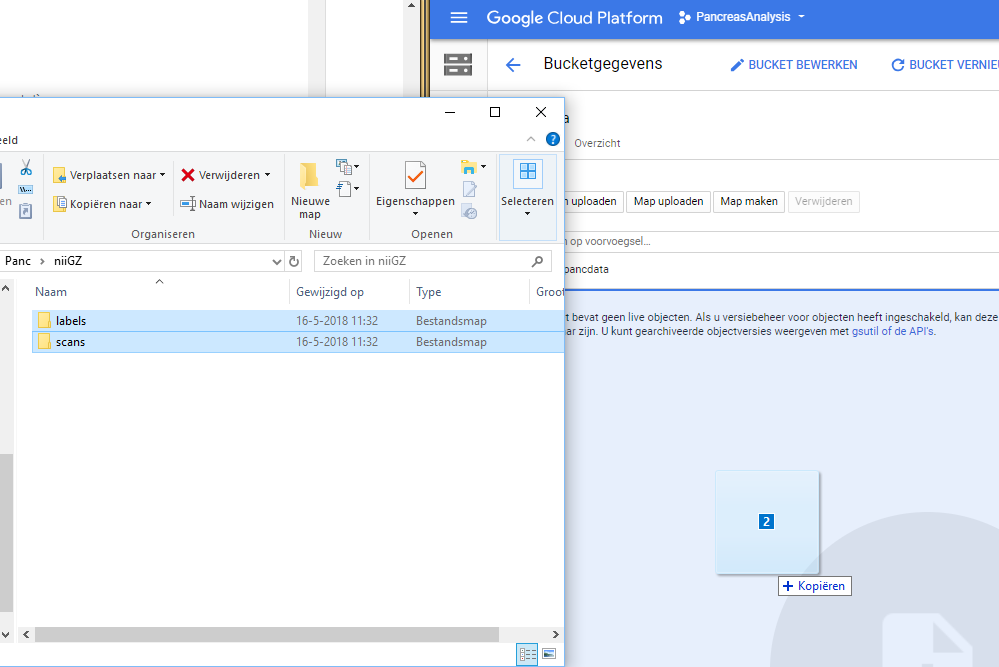 Google Cloud Platform
PancreasAnalysis
Bucketgegevens
BUCKET BEWERKEN
BUCKET VERNIE
a
Overzicht
n uploaden
Map uploaden
Map maken
Verwijderen
n op voorvoegsel...
pancdata
t bevat geen live objecten. Als u versiebeheer voor objecten heeft ingeschakeld, kan deze
ar zijn. U kunt gearchiveerde objectversies weergeven met gsutil of de API's.
2
+ Kopiëren
eeld
?
en
Verplaatsen naar
Kopiëren naar
Verwijderen
Naam wijzigen
Organiseren
Nieuwe
map
Nieuw
Eigenschappen
Openen
Selecteren
Panc > niiGZ
Zoeken in niiGZ
Naam Gewijzigd op Type Groot
labels 16-5-2018 11:32 Bestandsmap
scans 16-5-2018 11:32 Bestandsmap